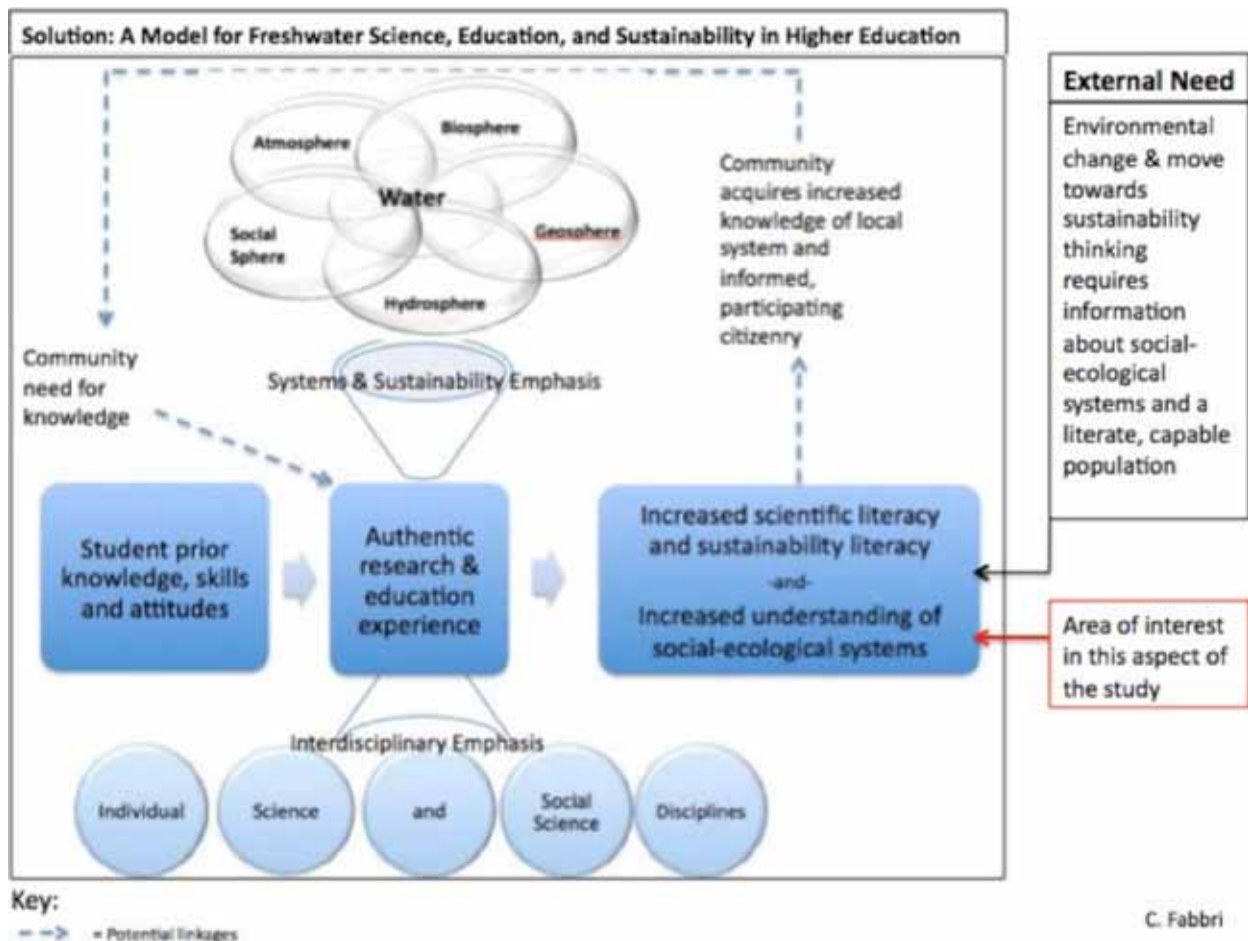 Solution: A Model for Freshwater Science, Education, and Sustainability in Higher Education
Atmosphere
Biosphere
Water
Social
Sphere
Geosphere
Hydrosphere
Systems & Sustainability Emphasis
Community
need for
knowledge
Community
acquires increased
knowledge of local
system and
informed,
participating
citizenry
Student prior
knowledge, skills
and attitudes
Authentic
research &
education
experience
Increased scientific literacy
and sustainability literacy
-and-
Increased understanding of
social-ecological systems
Interdisciplinary Emphasis
Individual
Science
and
Social
Science
Disciplines
External Need
Environmental
change & move
towards
sustainability
thinking
requires
information
about social-
ecological
systems and a
literate, capable
population
Area of interest
in this aspect of
the study
Key:
= Potential linkages
C. Fabbri